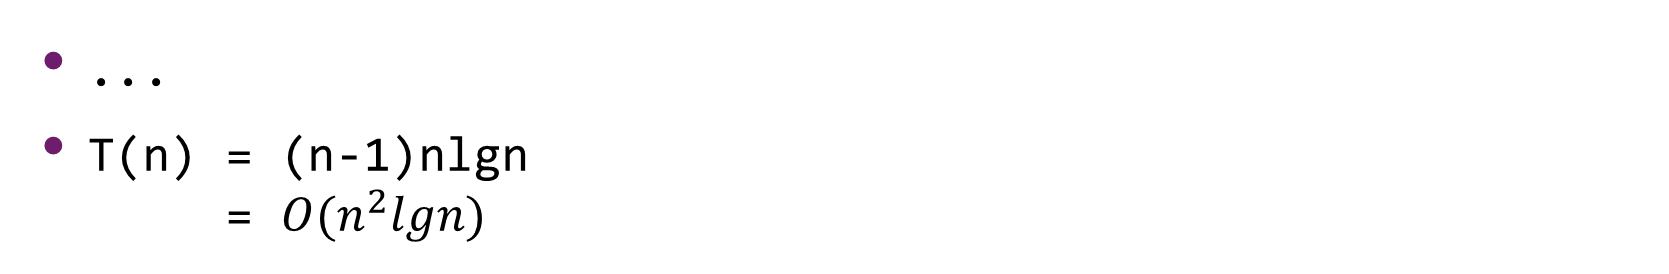 • ...
• T(n) = (n-1)nlgn
= O(n²lgn)